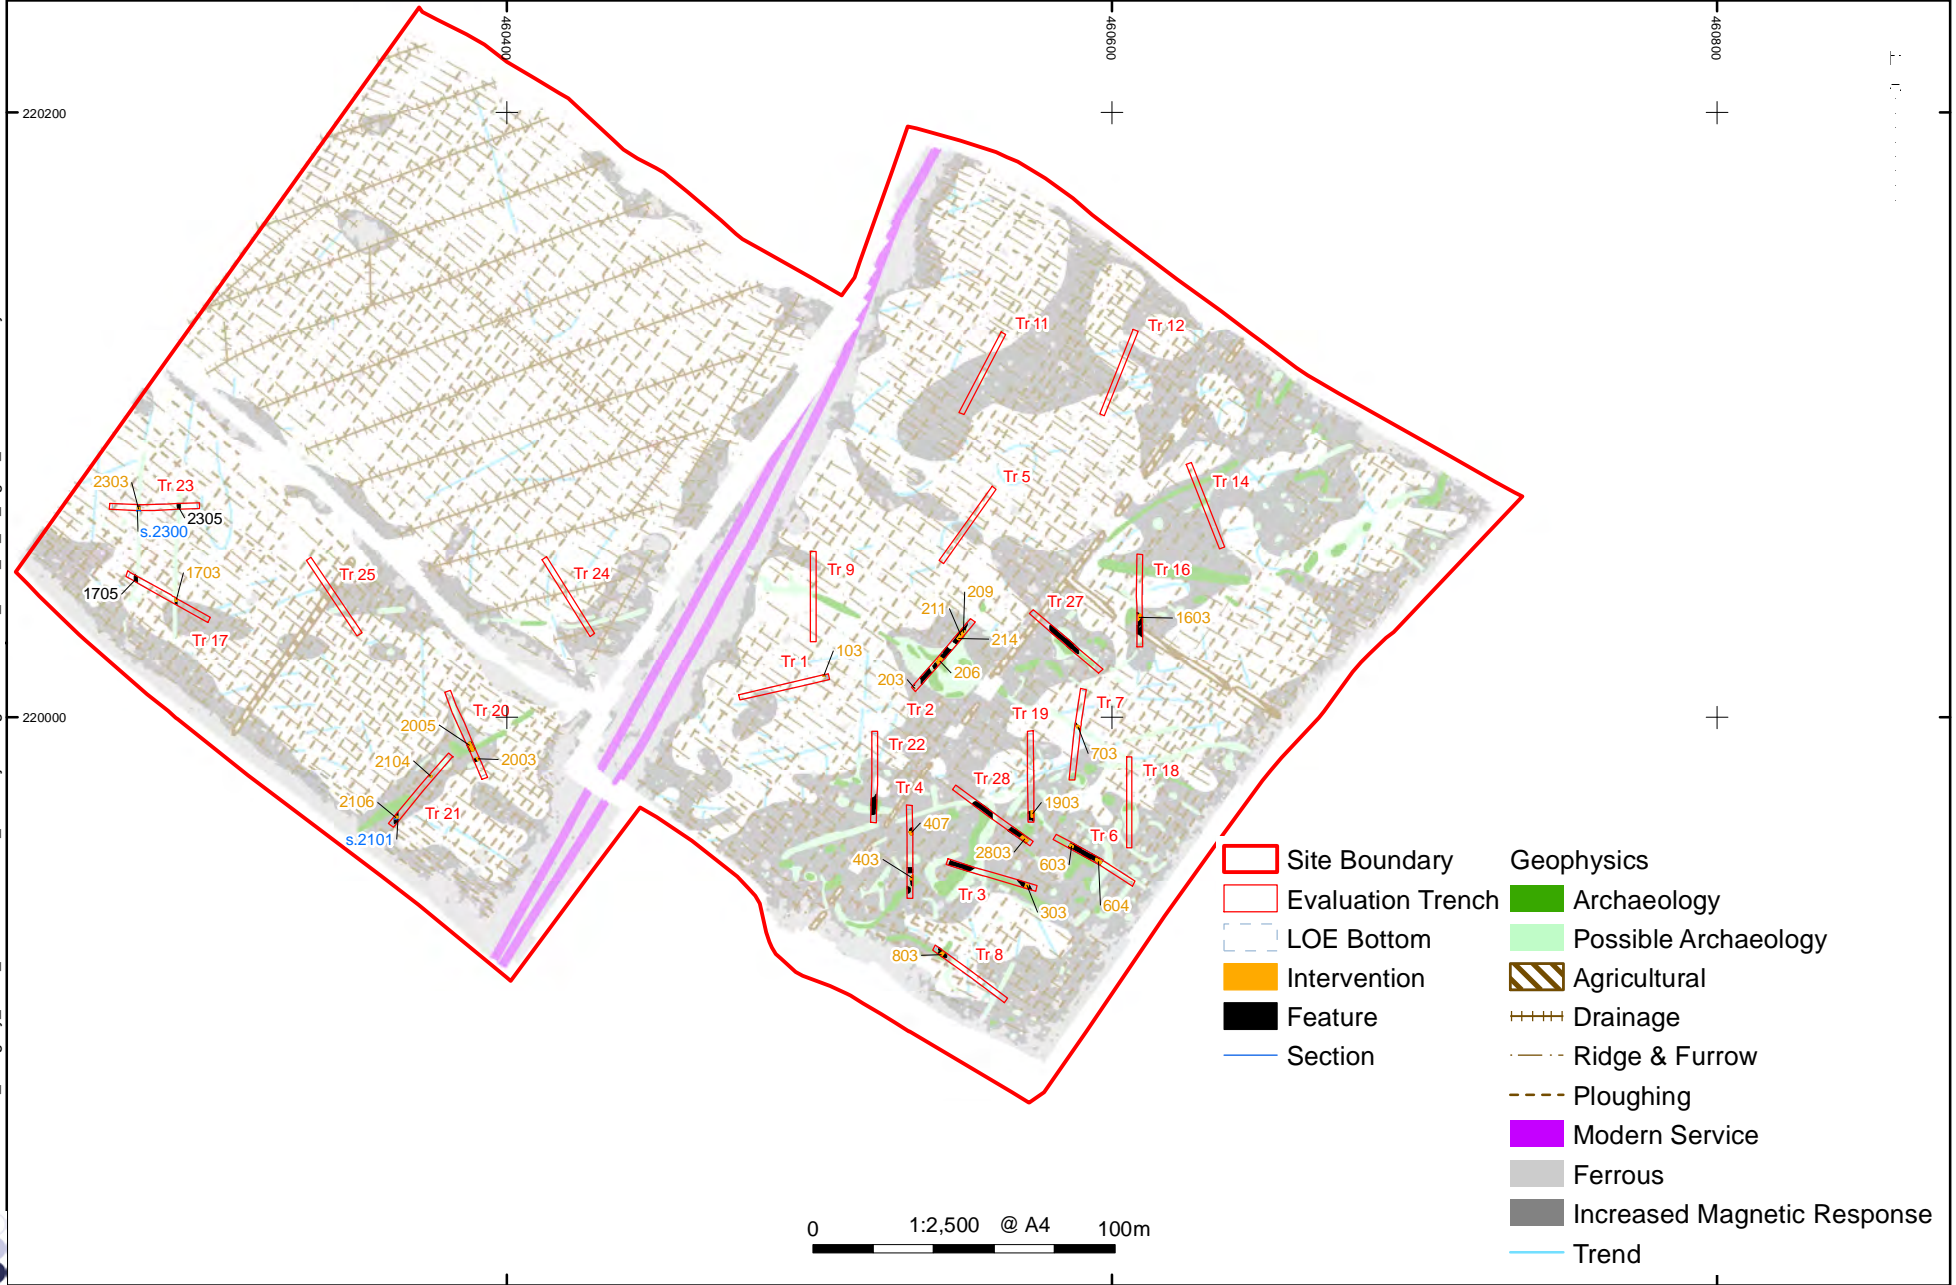 460400
460600
460800
220200
Tr 11
Tr 12
Tr 5
Tr 14
2303
Tr 23
2305
s.2300
1703
1705
Tr 17
Tr 25
Tr 24
Tr 9
Tr 16
209
211
Tr 27
1603
214
103
Tr 1
206
203
Tr 2
220000
Tr 20
2005
2003
2104
2106
Tr 21
s.2101
Tr 19
Tr 7
703
Tr 22
Tr 18
Tr 28
Tr 4
1903
407
Tr 6
2803
603
403
Tr 3
303
604
803
Tr 8
Site Boundary
Evaluation Trench
LOE Bottom
Intervention
Feature
Section
Geophysics
Archaeology
Possible Archaeology
Agricultural
Drainage
Ridge & Furrow
Ploughing
Modern Service
Ferrous
Increased Magnetic Response
Trend
0 1:2,500 @ A4 100m